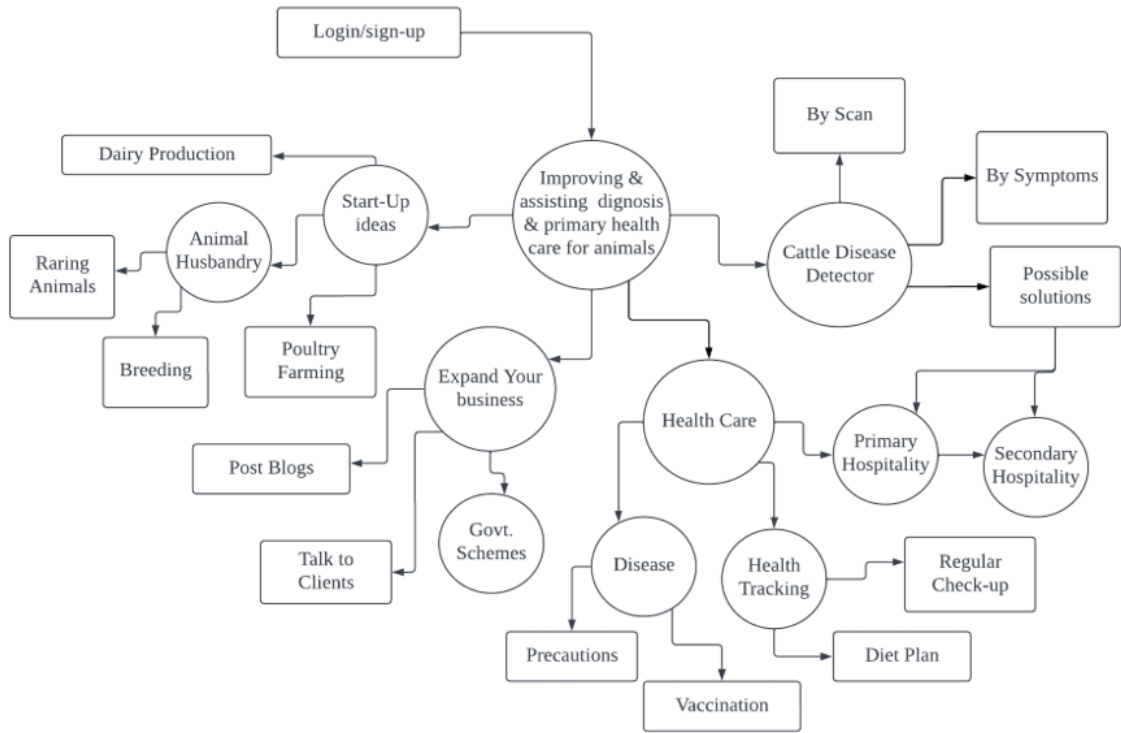 Login/sign-up
By Scan
Dairy Production
Improving &
assisting dignosis
& primary health
care for animals
By Symptoms
Start-Up
ideas
Animal
Husbandry
Cattle Disease
Detector
Raring
Animals
Possible
solutions
Breeding
Poultry
Farming
Expand Your
business
Health Care
Primary
Hospitality
Secondary
Hospitality
Post Blogs
Govt.
Schemes
Talk to
Clients
Disease
Health
Tracking
Regular
Check-up
Precautions
Diet Plan
Vaccination